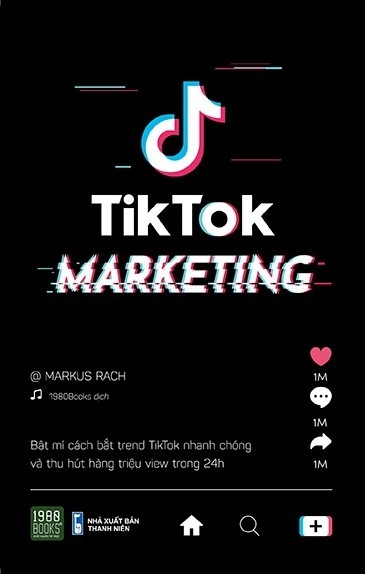 TikTok
MARKETING
@ MARKUS RACH
1980Books dịch
1M
1M
1M
Bật mí cách bắt trend TikTok nhanh chóng
và thu hút hàng triệu view trong 24h
1980
BOOKS
NHÀ XUẤT BẢN
THANH NIÊN